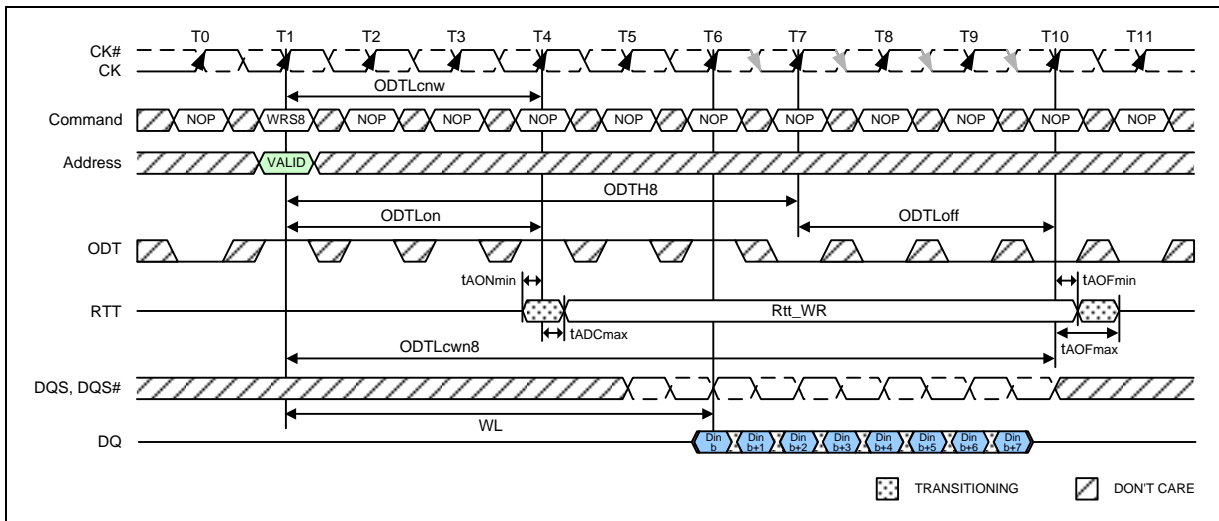 T0 T1 T2 T3 T4 T5 T6 T7 T8 T9 T10 T11
CK#
CK
ODTLcnw
Command NOP WRS8 NOP NOP NOP NOP NOP NOP NOP NOP NOP NOP
Address VALID
ODTH8
ODTLon ODTLoff
ODT
tAONmin tAOFmin
RTT Rtt_WR
tADCmax
ODTLcwn8 tAOFmax
DQS, DQS#
WL
DQ Din b Din b+1 Din b+2 Din b+3 Din b+4 Din b+5 Din b+6 Din b+7
TRANSITIONING DON'T CARE